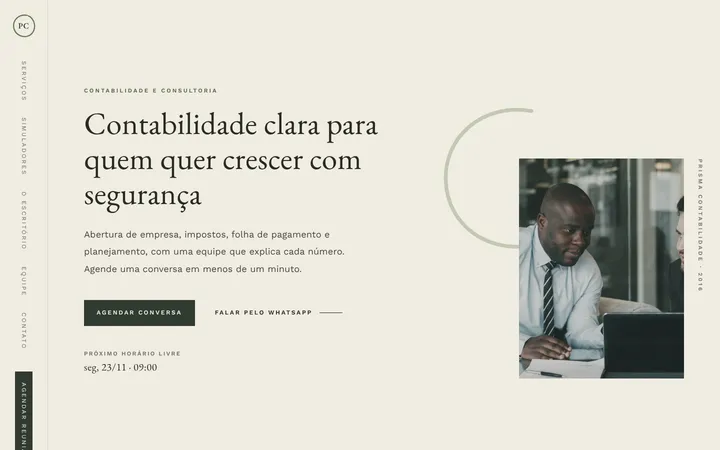 PC
SERVIÇOS
SIMULADORES
O ESCRITÓRIO
EQUIPE
CONTATO
CONTABILIDADE E CONSULTORIA
Contabilidade clara para
quem quer crescer com
segurança
Abertura de empresa, impostos, folha de pagamento e
planejamento, com uma equipe que explica cada número.
Agende uma conversa em menos de um minuto.
AGENDAR CONVERSA
FALAR PELO WHATSAPP
PRÓXIMO HORÁRIO LIVRE
seg, 23/11 · 09:00
PRISMA CONTABILIDADE · 2016
AGENDAR